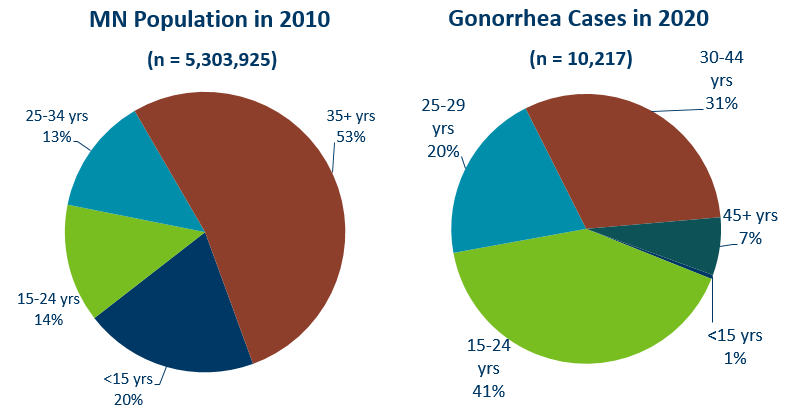 MN Population in 2010
(n = 5,303,925)
25-34 yrs
13%
35+ yrs
53%
15-24 yrs
14%
<15 yrs
20%
Gonorrhea Cases in 2020
(n = 10,217)
30-44
yrs
31%
25-29
yrs
20%
45+ yrs
7%
<15 yrs
1%
15-24
yrs
41%